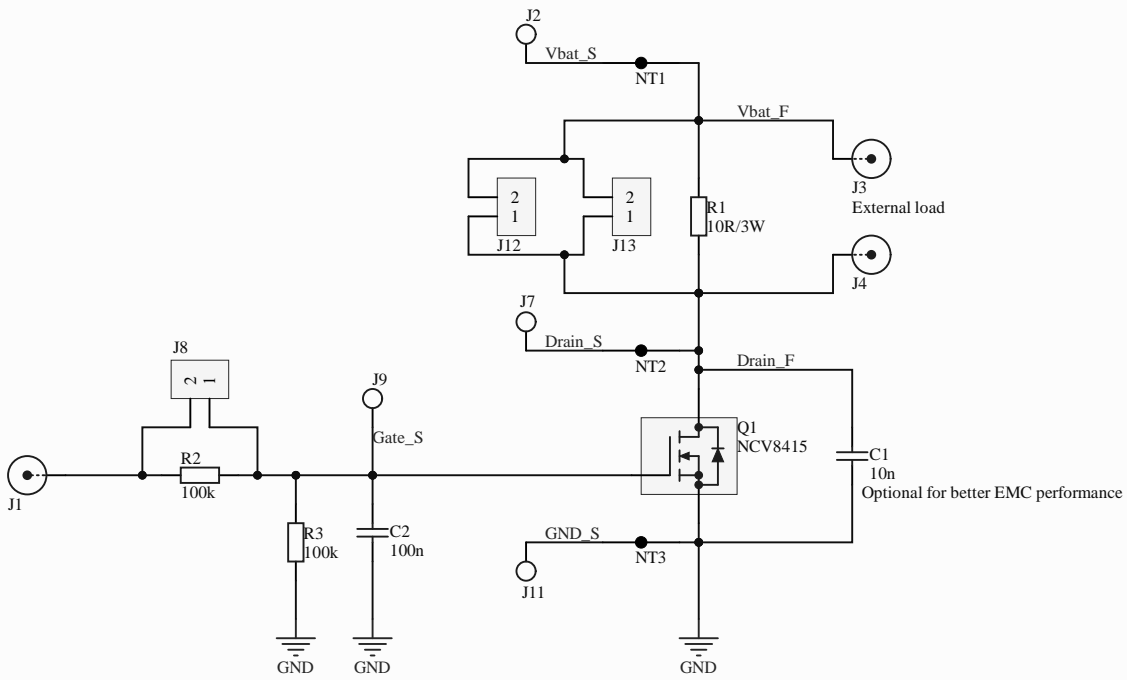 J2
Vbat_S
NT1
Vbat_F
J3
External load
2
1
J12
2
1
J13
R1
10R/3W
J4
J7
Drain_S
NT2
Drain_F
J8
2
1
J9
Gate_S
Q1
NCV8415
C1
10n
Optional for better EMC performance
J1
R2
100k
R3
100k
C2
100n
GND_S
NT3
J11
GND
GND
GND